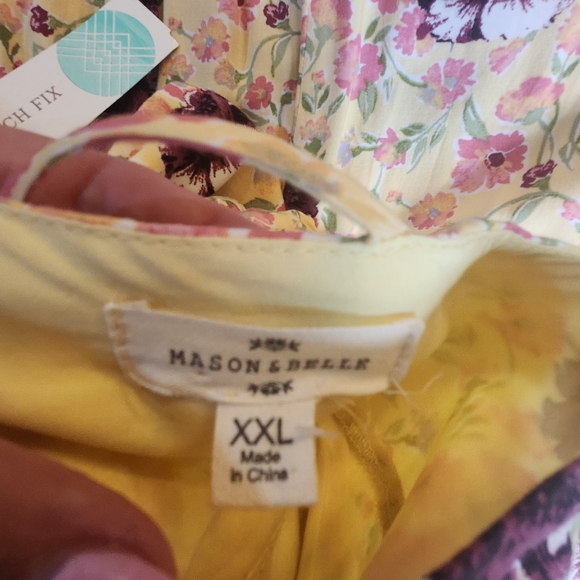 CH FIX
MASON & BELLE
XXL
Made
in China